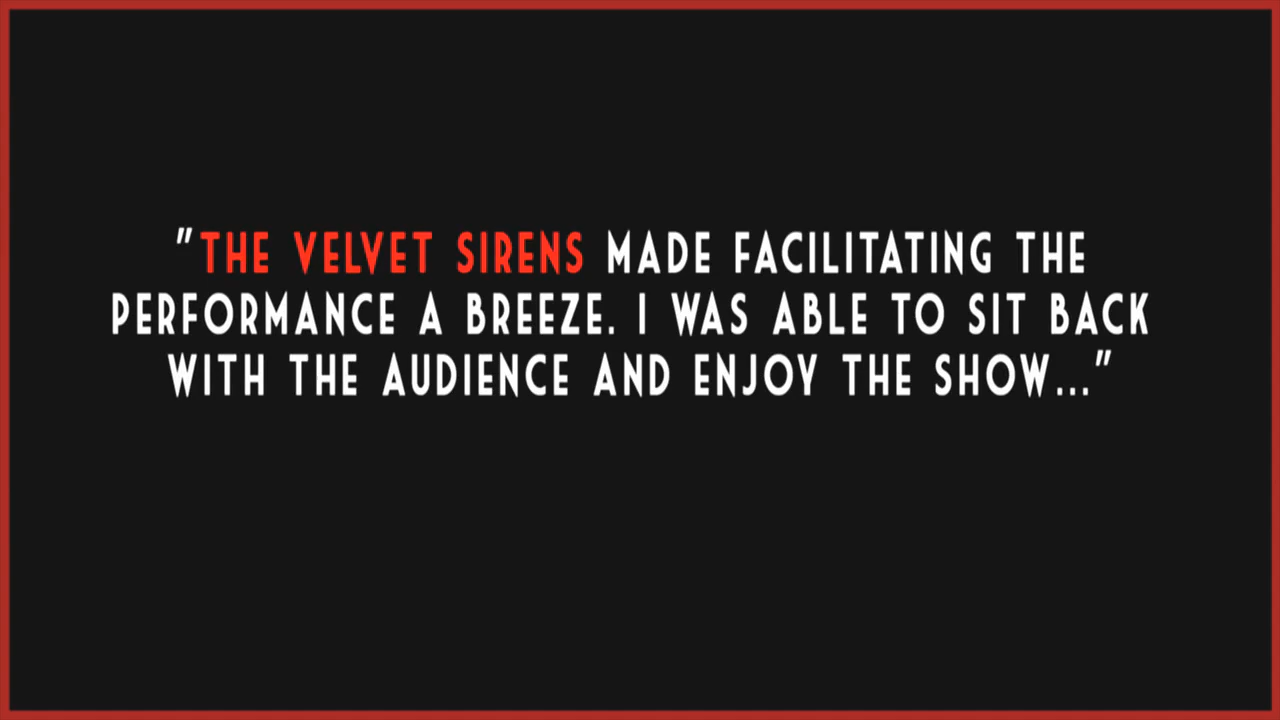 "THE VELVET SIRENS MADE FACILITATING THE
PERFORMANCE A BREEZE. I WAS ABLE TO SIT BACK
WITH THE AUDIENCE AND ENJOY THE SHOW..."